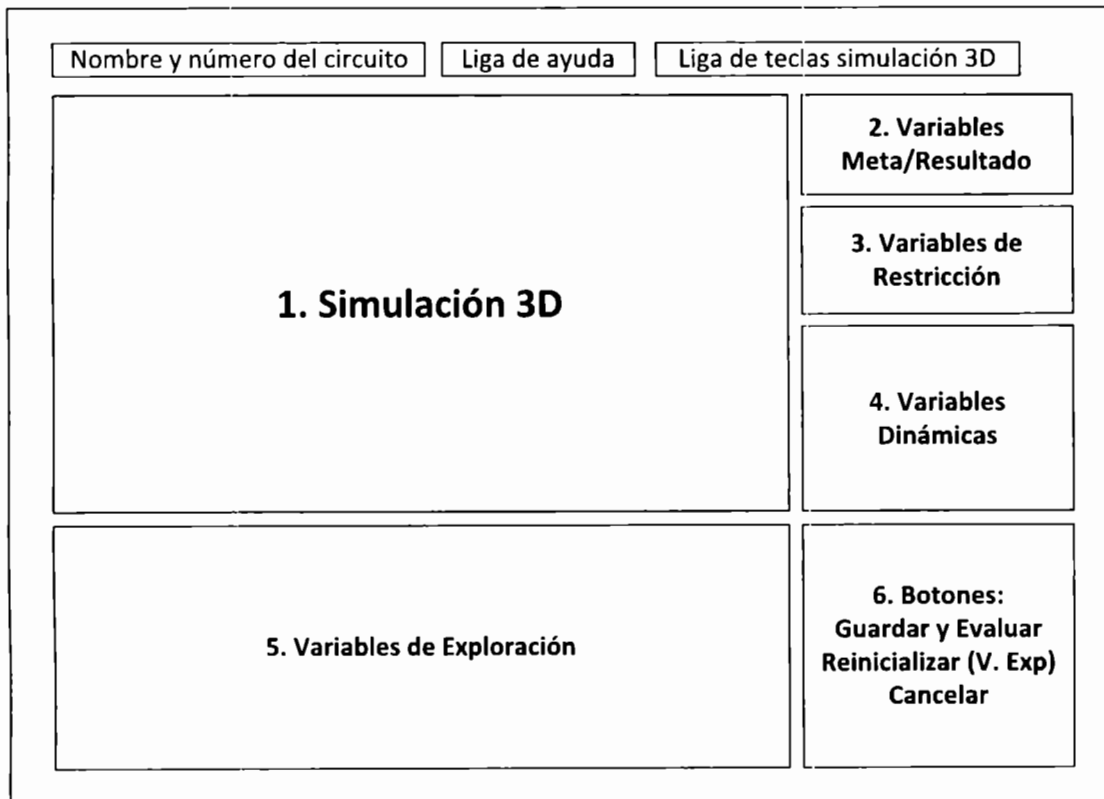 Nombre y número del circuito
Liga de ayuda
Liga de teclas simulación 3D
1. Simulación 3D
2. Variables
Meta/Resultado
3. Variables de
Restricción
4. Variables
Dinámicas
5. Variables de Exploración
6. Botones:
Guardar y Evaluar
Reinicializar (V. Exp)
Cancelar